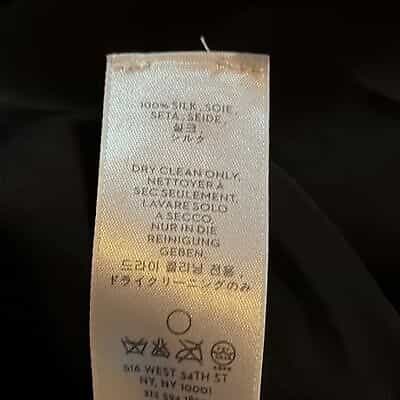 100% SILK, SOIE,
SETA, SEIDE,
실크,
シルク
DRY CLEAN ONLY.
NETTOYER À
SEC SEULEMENT.
LAVARE SOLO
A SECCO.
NUR IN DIE
REINIGUNG
GEBEN.
드라이 클리닝 전용,
ドライクリーニングのみ
516 WEST 34TH ST
NY, NY 10001
212 594